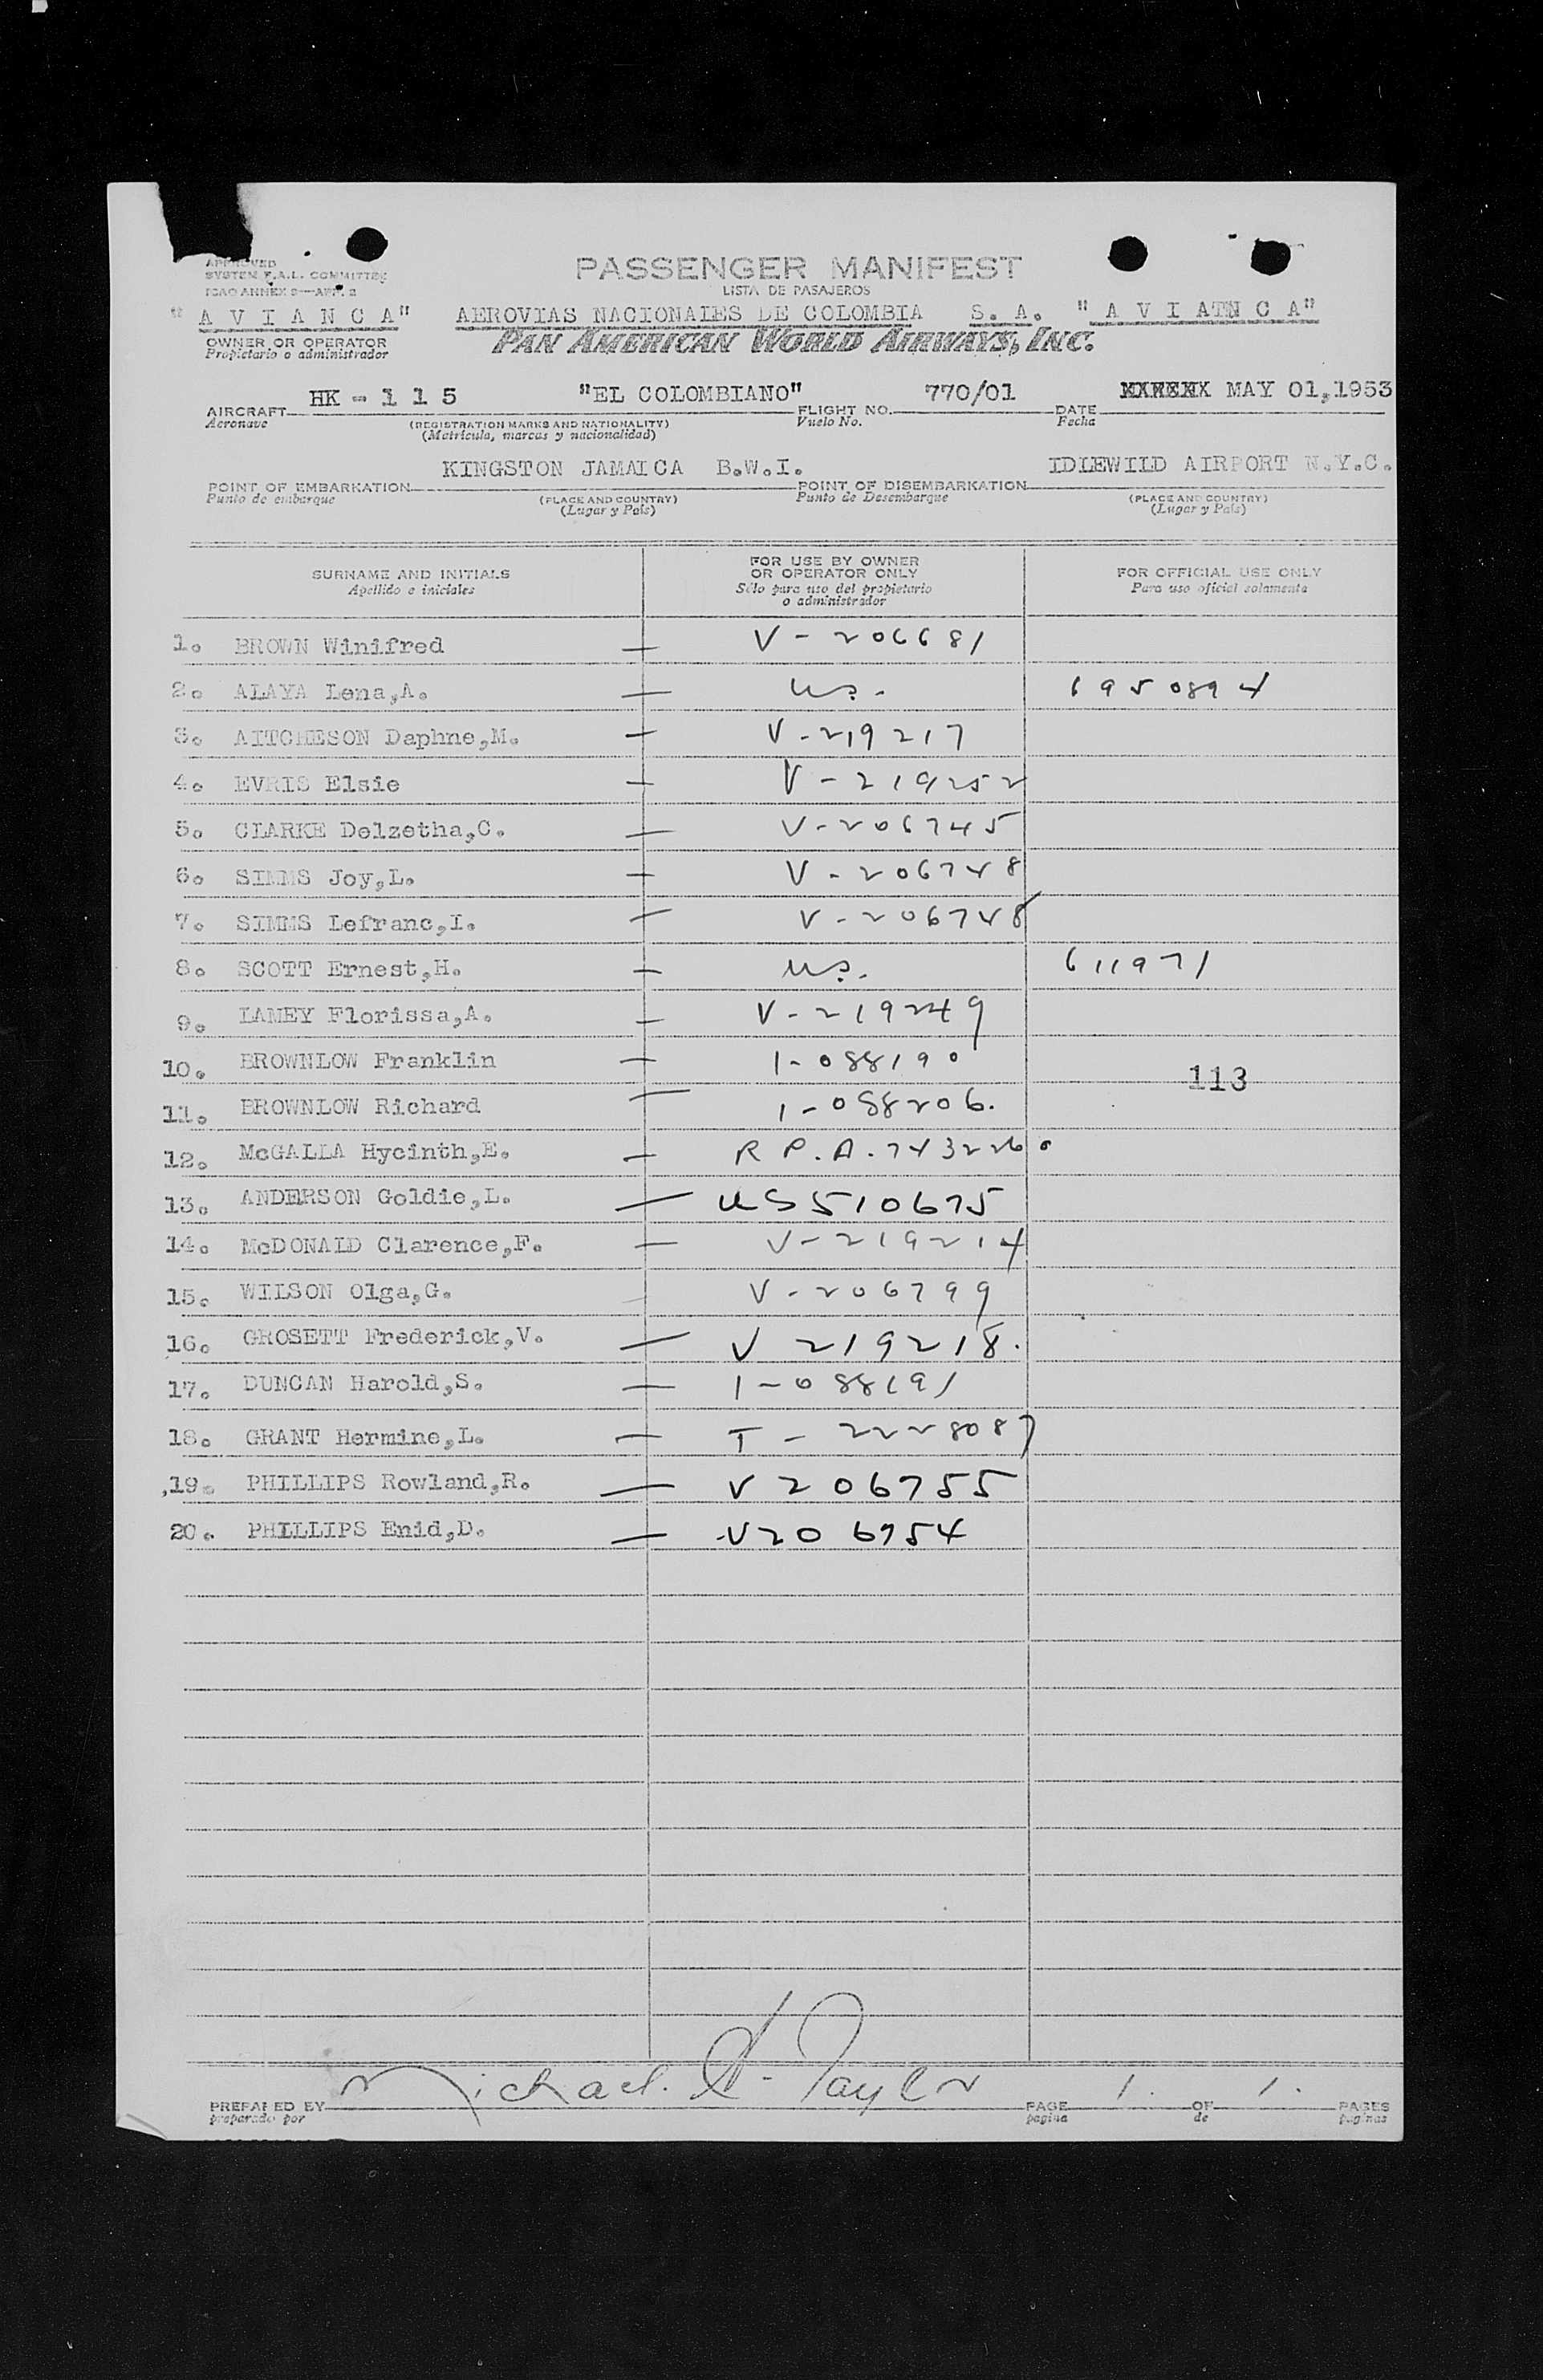 APPROVED
SYSTEM F.A.L. COMMITTEE
ICAO ANNEX 9—APP. 2
PASSENGER MANIFEST
LISTA DE PASAJEROS
"A V I A N C A" AEROVIAS NACIONALES DE COLOMBIA S. A. "A V I A N C A"
OWNER OR OPERATOR
Propietario o administrador
PAN AMERICAN WORLD AIRWAYS, INC.
HK - 1 1 5 "EL COLOMBIANO" 770/01 MAY 01,1953
AIRCRAFT FLIGHT NO. DATE
Aeronave (REGISTRATION MARKS AND NATIONALITY) Vuelo No. Fecha
(Matrícula, marcas y nacionalidad)
KINGSTON JAMAICA B.W.I. IDLEWILD AIRPORT N.Y.C.
POINT OF EMBARKATION POINT OF DISEMBARKATION
Punto de embarque (PLACE AND COUNTRY) Punto de Desembarque (PLACE AND COUNTRY)
(Lugar y País) (Lugar y País)
SURNAME AND INITIALS
Apellido e iniciales
FOR USE BY OWNER
OR OPERATOR ONLY
Sólo para uso del propietario
o administrador
FOR OFFICIAL USE ONLY
Para uso oficial solamente
1. BROWN Winifred — V-206681
2. ALAYA Lena,A. — US. 6950894
3. AITCHESON Daphne,M. — V-219217
4. EVRIS Elsie — V-219252
5. CLARKE Delzetha,C. — V-206745
6. SIMMS Joy,L. — V-206748
7. SIMMS Lefranc,I. — V-206748
8. SCOTT Ernest,H. — US. 611971
9. LAMEY Florissa,A. — V-219249
10. BROWNLOW Franklin — 1-088190
113
11. BROWNLOW Richard — 1-088206.
12. McGALLA Hycinth,E. — R P.A. 743226.
13. ANDERSON Goldie,L. — US510675
14. McDONALD Clarence,F. — V-219214
15. WILSON Olga,G. V-206799
16. GROSETT Frederick,V. — V 219218.
17. DUNCAN Harold,S. — 1-088191
18. GRANT Hermine,L. — T-2228087
19. PHILLIPS Rowland,R. — V 206755
20. PHILLIPS Enid,D. — V206754
PREPARED BY Michael. A. Taylor PAGE 1. OF 1. PAGES
preparado por pagina de paginas